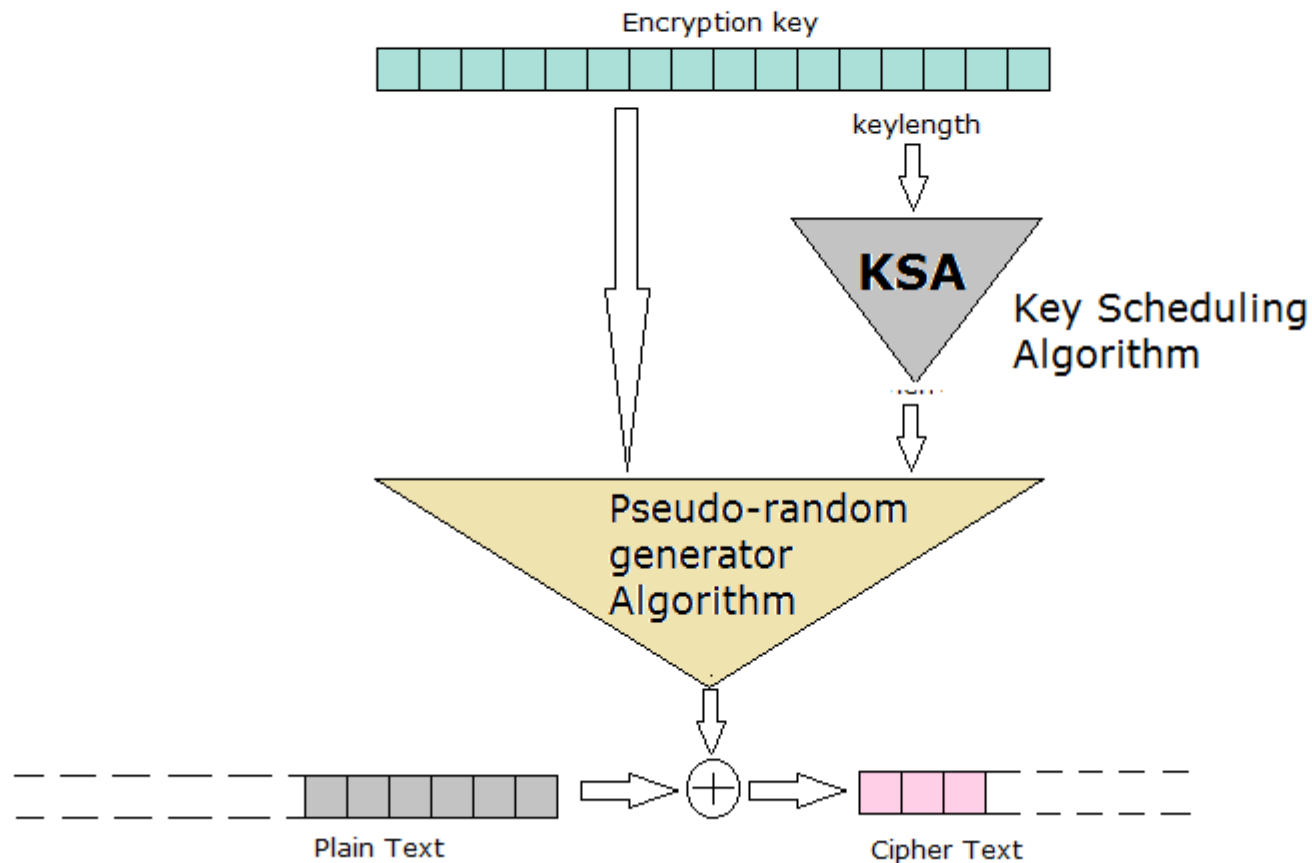 Encryption key
keylength
KSA
Key Scheduling
Algorithm
Pseudo-random
generator
Algorithm
Plain Text
Cipher Text